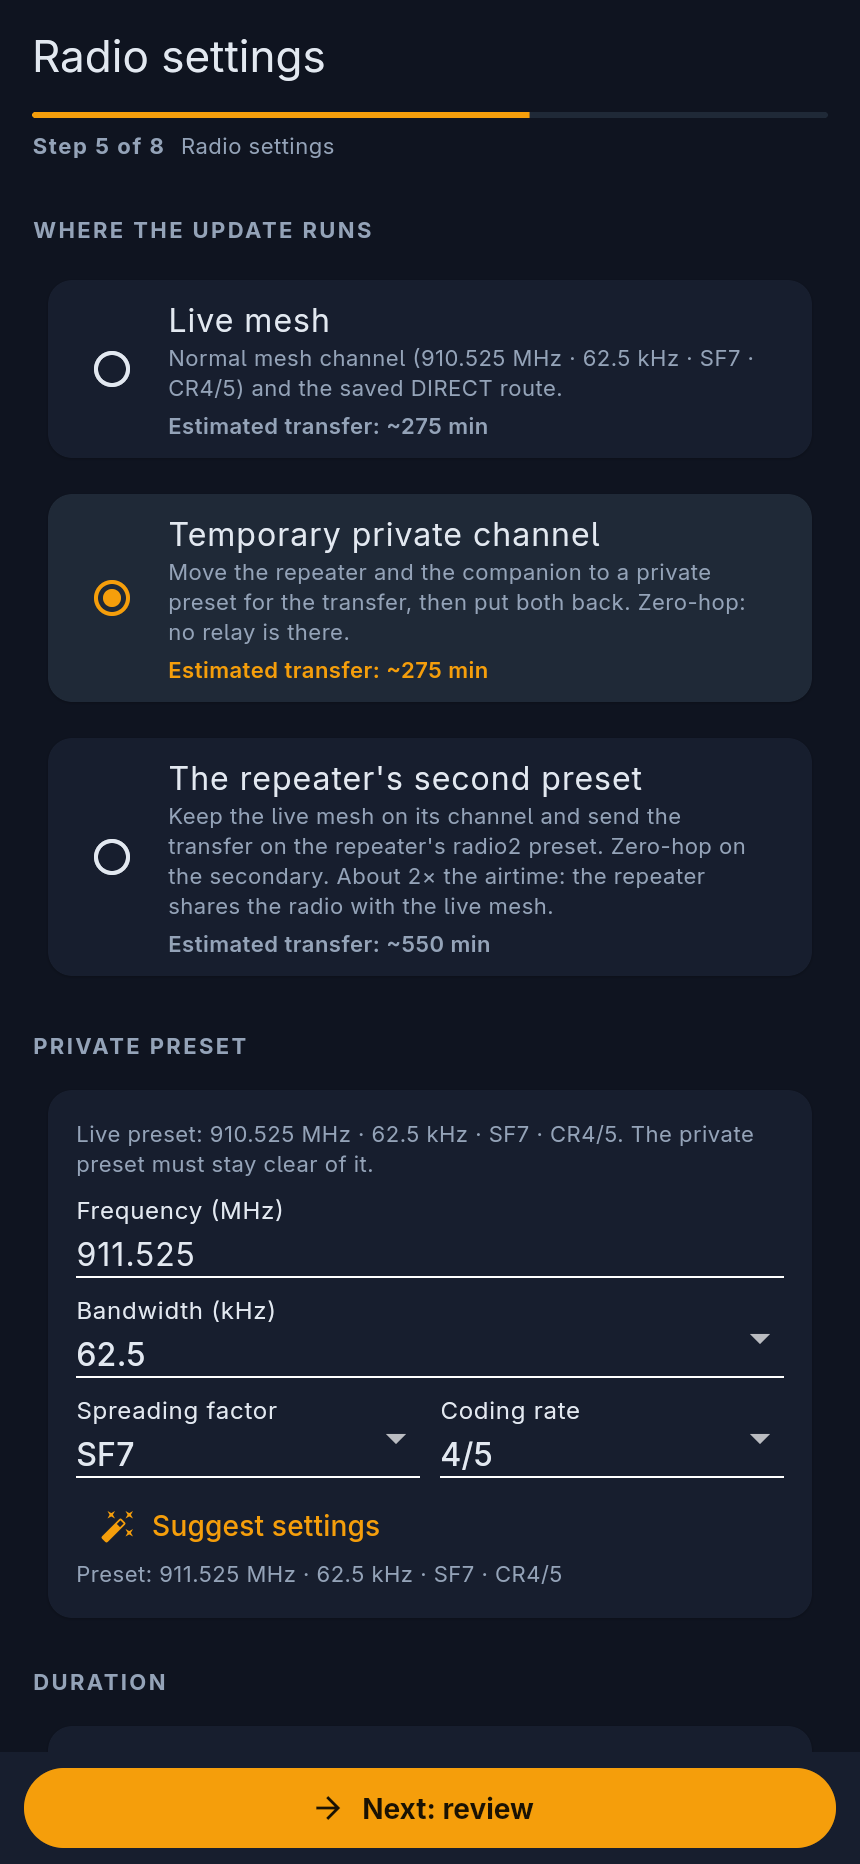 Radio settings
Step 5 of 8 Radio settings
WHERE THE UPDATE RUNS
Live mesh
Normal mesh channel (910.525 MHz · 62.5 kHz · SF7 ·
CR4/5) and the saved DIRECT route.
Estimated transfer: ~275 min
Temporary private channel
Move the repeater and the companion to a private
preset for the transfer, then put both back. Zero-hop:
no relay is there.
Estimated transfer: ~275 min
The repeater's second preset
Keep the live mesh on its channel and send the
transfer on the repeater's radio2 preset. Zero-hop on
the secondary. About 2× the airtime: the repeater
shares the radio with the live mesh.
Estimated transfer: ~550 min
PRIVATE PRESET
Live preset: 910.525 MHz · 62.5 kHz · SF7 · CR4/5. The private
preset must stay clear of it.
Frequency (MHz)
911.525
Bandwidth (kHz)
62.5
Spreading factor Coding rate
SF7 4/5
Suggest settings
Preset: 911.525 MHz · 62.5 kHz · SF7 · CR4/5
DURATION
Next: review